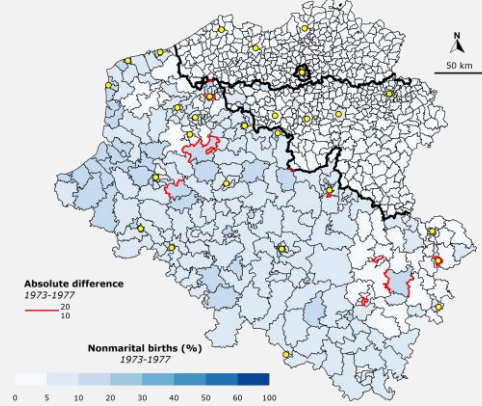 N
50 km
Absolute difference
1973-1977
20
10
Nonmarital births (%)
1973-1977
0 5 10 20 30 40 50 60 100